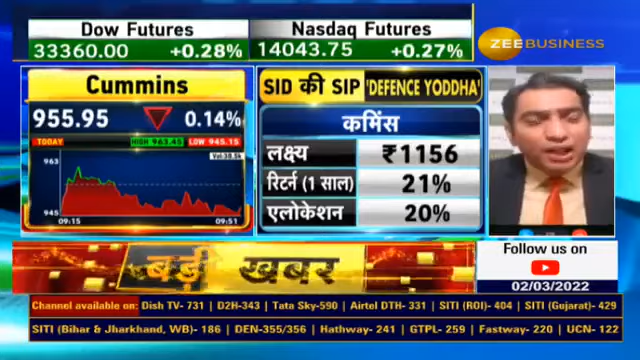 Dow Futures
33360.00 +0.28%
Nasdaq Futures
14043.75 +0.27%
ZEE BUSINESS
Cummins
955.95 0.14%
TODAY HIGH 963.40 LOW 945.15
Vol:38.5k
963
945
09:15 09:51
SID की SIP 'DEFENCE YODDHA'
कमिंस
लक्ष्य ₹1156
रिटर्न (1 साल) 21%
एलोकेशन 20%
बड़ी खबर
Follow us on
02/03/2022
Channel available on: Dish TV- 731 | D2H-343 | Tata Sky-590 | Airtel DTH- 331 | SITI (ROI)- 404 | SITI (Gujarat)- 429
SITI (Bihar & Jharkhand, WB)- 186 | DEN-355/356 | Hathway- 241 | GTPL- 259 | Fastway- 220 | UCN- 122